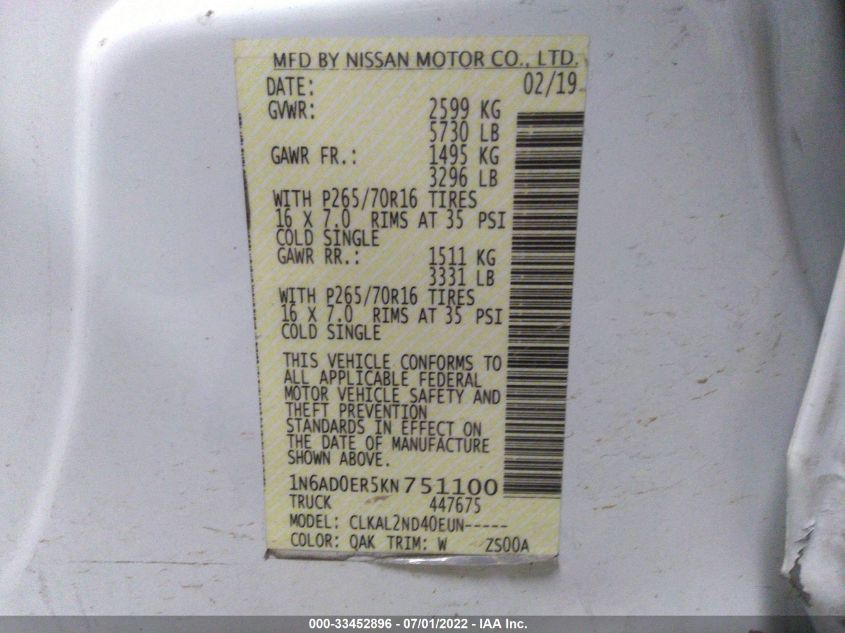 MFD BY NISSAN MOTOR CO., LTD.
DATE: 02/19
GVWR: 2599 KG
5730 LB
GAWR FR.: 1495 KG
3296 LB
WITH P265/70R16 TIRES
16 X 7.0 RIMS AT 35 PSI
COLD SINGLE
GAWR RR.: 1511 KG
3331 LB
WITH P265/70R16 TIRES
16 X 7.0 RIMS AT 35 PSI
COLD SINGLE
THIS VEHICLE CONFORMS TO
ALL APPLICABLE FEDERAL
MOTOR VEHICLE SAFETY AND
THEFT PREVENTION
STANDARDS IN EFFECT ON
THE DATE OF MANUFACTURE
SHOWN ABOVE.
1N6AD0ER5KN751100
TRUCK 447675
MODEL: CLKAL2ND40EUN-----
COLOR: QAK TRIM: W ZS00A
000-33452896 - 07/01/2022 - IAA Inc.